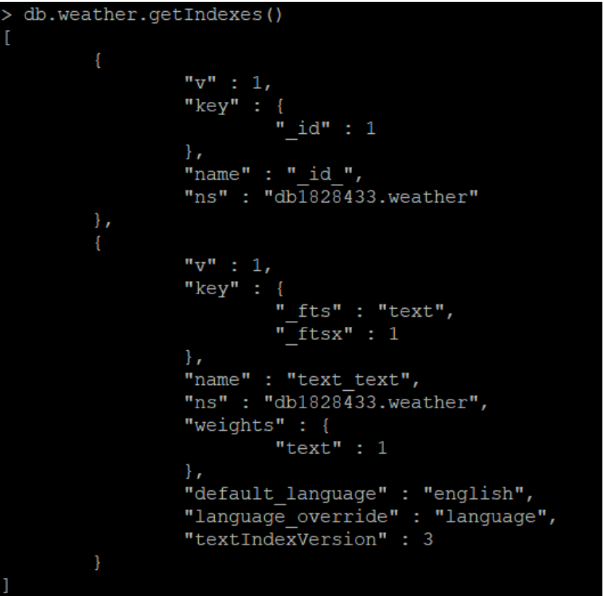 > db.weather.getIndexes()
[
        {
                "v" : 1,
                "key" : {
                        "_id" : 1
                },
                "name" : "_id_",
                "ns" : "db1828433.weather"
        },
        {
                "v" : 1,
                "key" : {
                        "_fts" : "text",
                        "_ftsx" : 1
                },
                "name" : "text_text",
                "ns" : "db1828433.weather",
                "weights" : {
                        "text" : 1
                },
                "default_language" : "english",
                "language_override" : "language",
                "textIndexVersion" : 3
        }
]